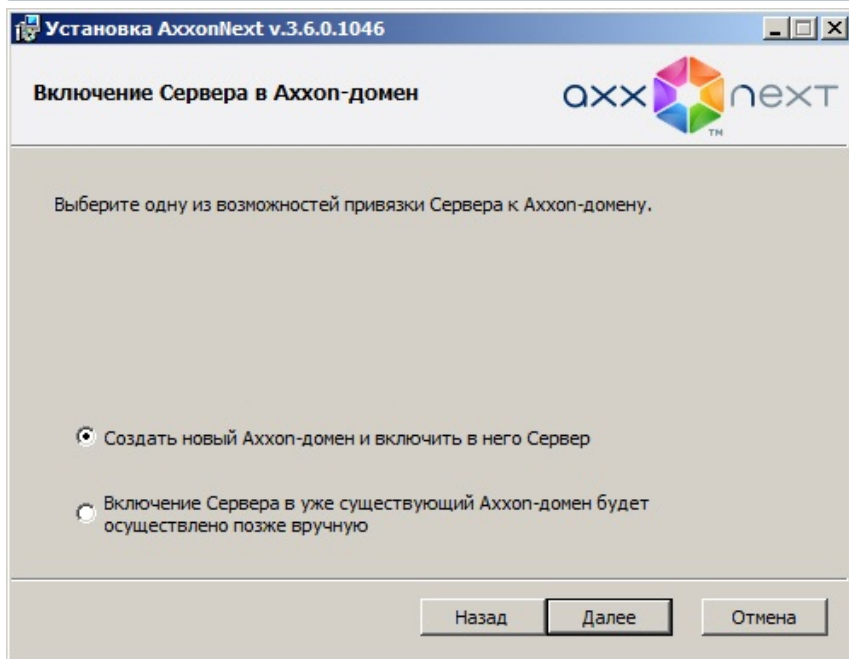 Установка AxxonNext v.3.6.0.1046
Включение Сервера в Axxon-домен
axx next
TM
Выберите одну из возможностей привязки Сервера к Axxon-домену.
Создать новый Axxon-домен и включить в него Сервер
Включение Сервера в уже существующий Axxon-домен будет
осуществлено позже вручную
Назад
Далее
Отмена